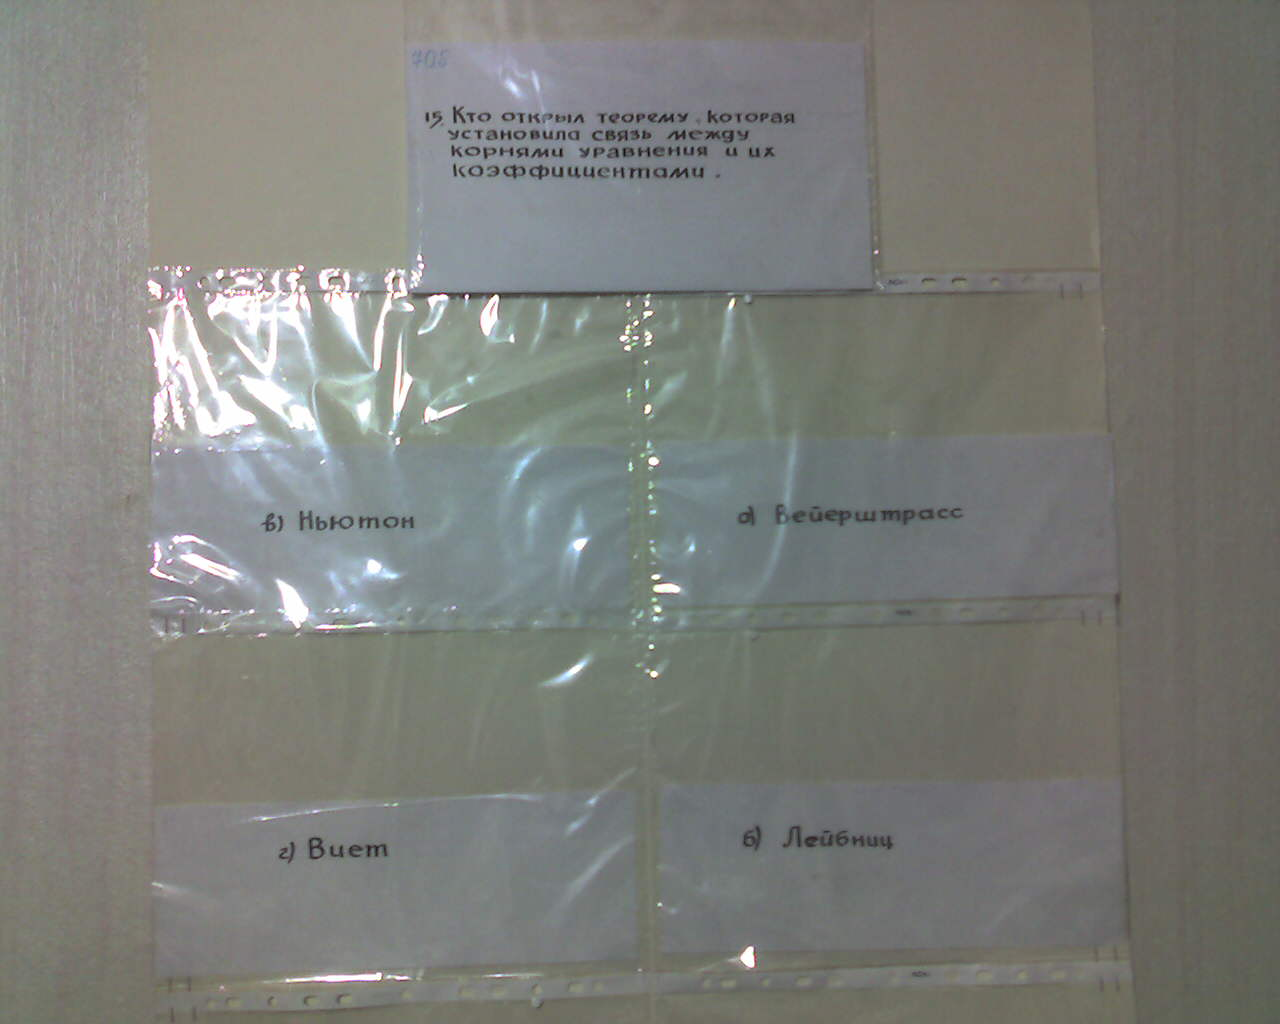 705
15. Кто открыл теорему, которая
установила связь между
корнями уравнения и их
коэффициентами.
в) Ньютон
а) Вейерштрасс
г) Виет
б) Лейбниц